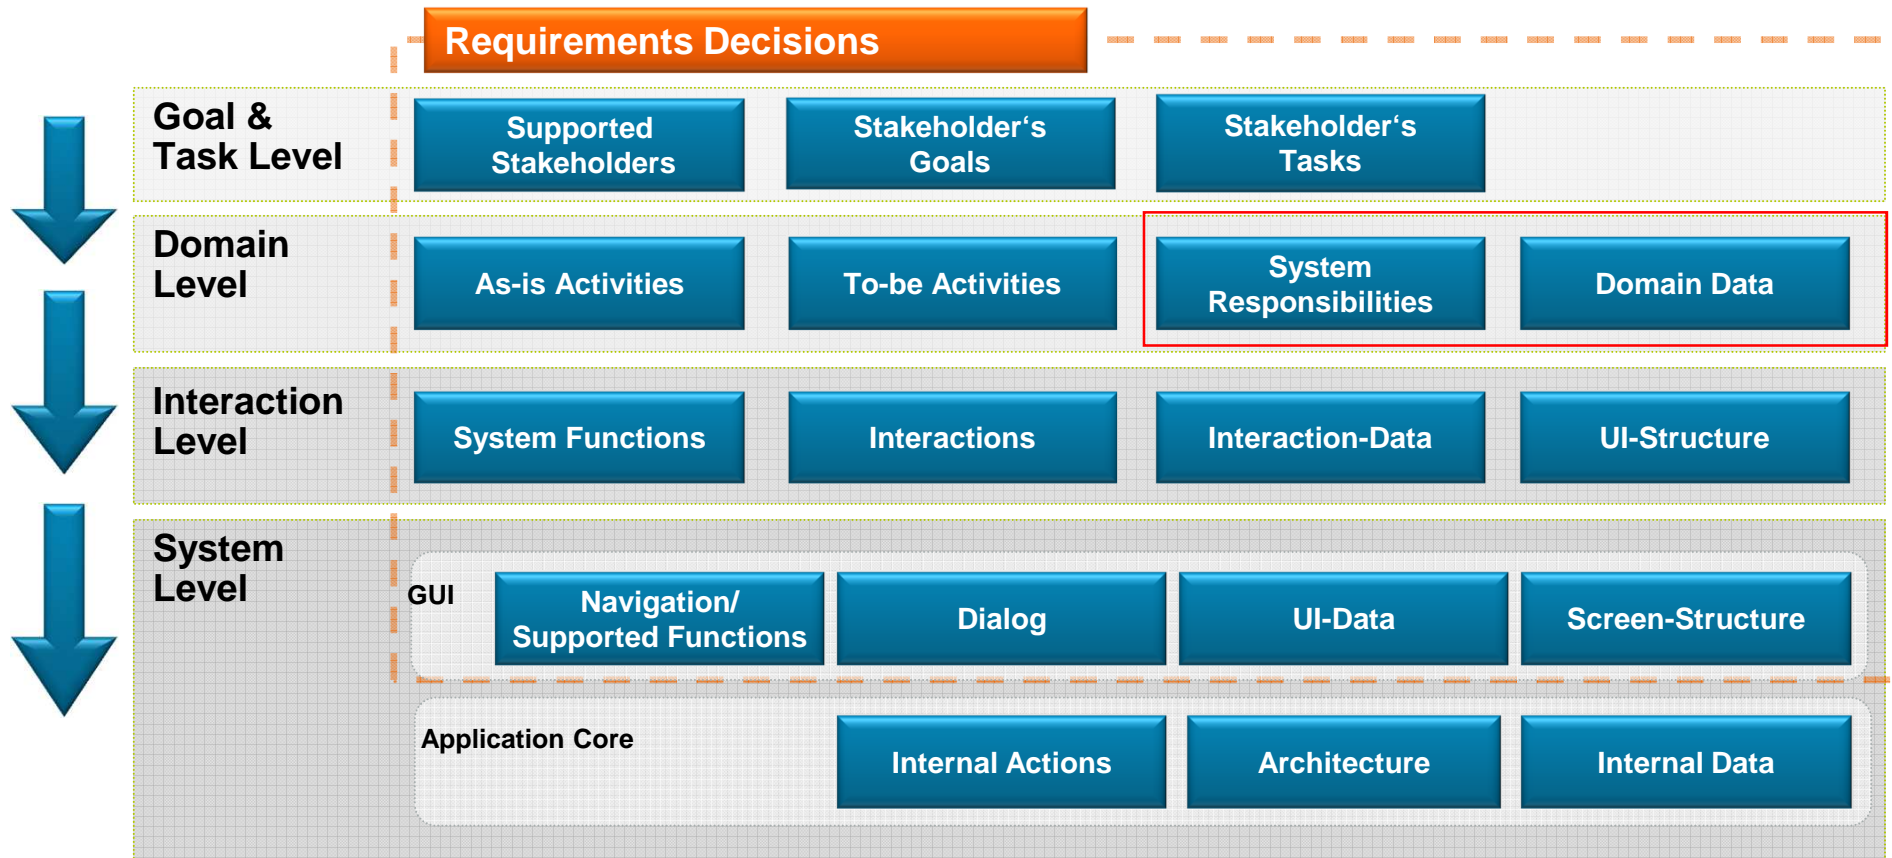 Requirements Decisions
Goal &
Task Level
Supported
Stakeholders
Stakeholder‘s
Goals
Stakeholder‘s
Tasks
Domain
Level
As-is Activities
To-be Activities
System
Responsibilities
Domain Data
Interaction
Level
System Functions
Interactions
Interaction-Data
UI-Structure
System
Level
GUI
Navigation/
Supported Functions
Dialog
UI-Data
Screen-Structure
Application Core
Internal Actions
Architecture
Internal Data